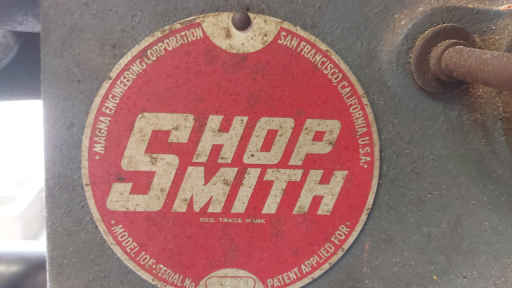 MAGNA ENGINEERING CORPORATION
SAN FRANCISCO, CALIFORNIA, U.S.A.
SHOP
SMITH
REG. TRADE MARK
MODEL 10E-SERIAL No.
PATENT APPLIED FOR